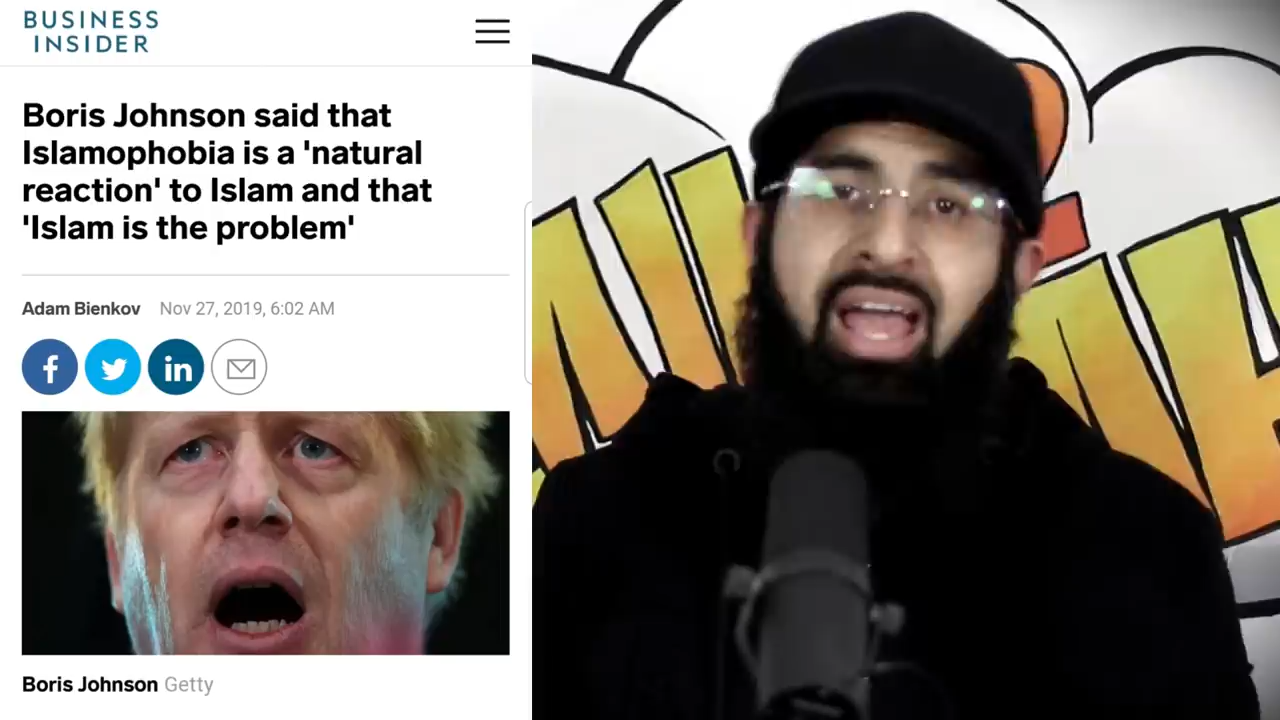 BUSINESS
INSIDER
Boris Johnson said that
Islamophobia is a 'natural
reaction' to Islam and that
'Islam is the problem'
Adam Bienkov Nov 27, 2019, 6:02 AM
f
in
Boris Johnson Getty